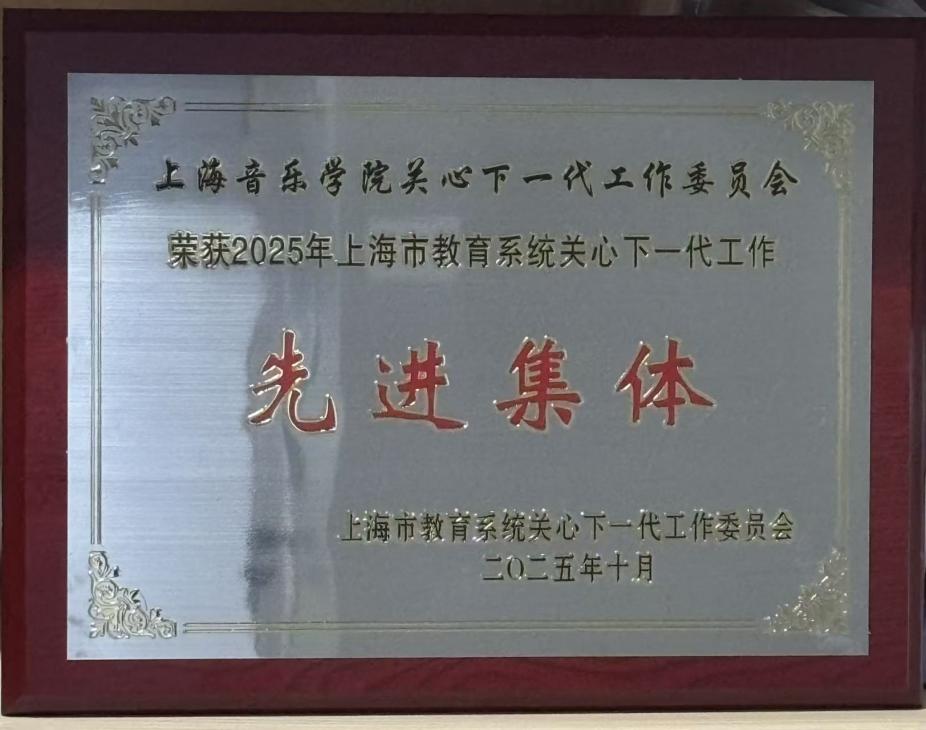 上海音乐学院关心下一代工作委员会
荣获2025年上海市教育系统关心下一代工作
先进集体
上海市教育系统关心下一代工作委员会
二〇二五年十月